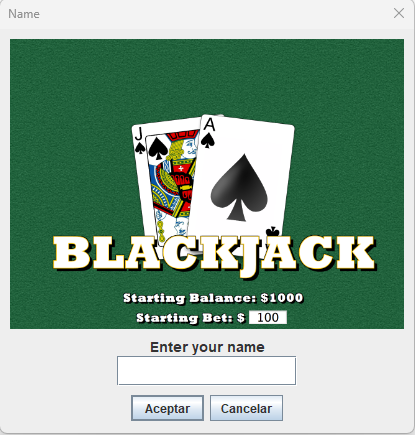 Name
J
A
BLACKJACK
Starting Balance: $1000
Starting Bet: $ 100
Enter your name
Aceptar Cancelar